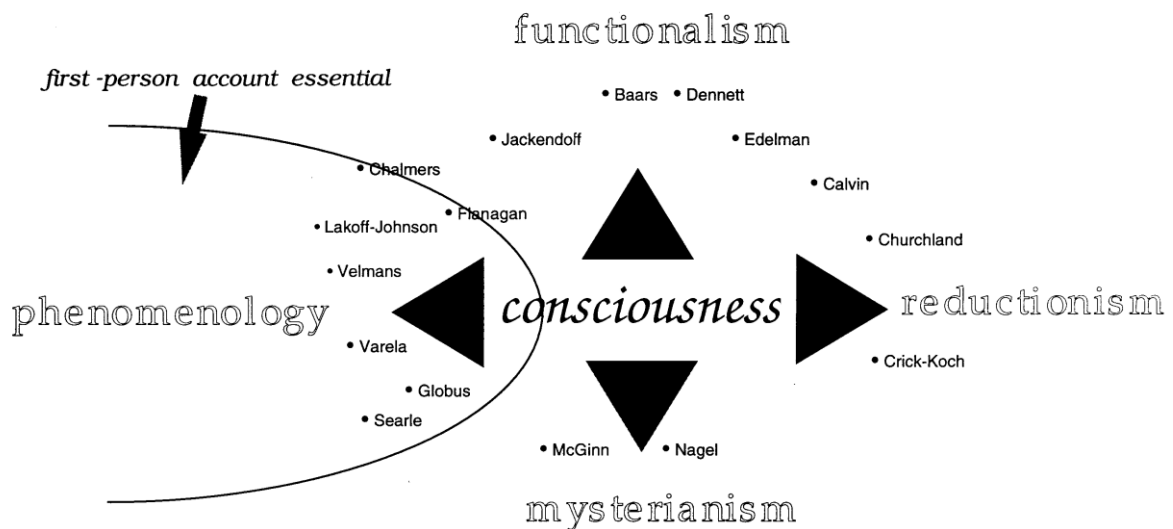 functionalism
first-person account essential
• Baars
• Dennett
• Jackendoff
• Edelman
• Chalmers
• Calvin
• Flanagan
• Lakoff-Johnson
• Churchland
• Velmans
phenomenology
consciousness
reductionism
• Varela
• Crick-Koch
• Globus
• Searle
• McGinn
• Nagel
mysterianism